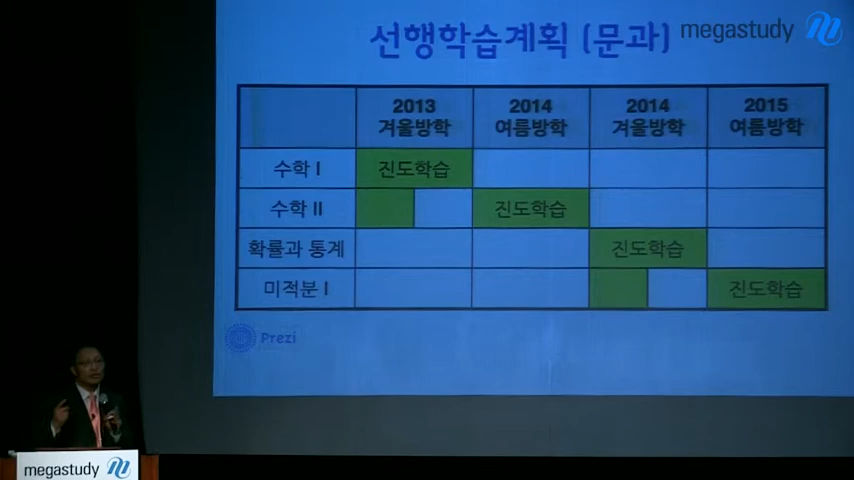 선행학습계획 (문과)
megastudy
2013 겨울방학
2014 여름방학
2014 겨울방학
2015 여름방학
수학 I 진도학습
수학 II 진도학습
확률과 통계 진도학습
미적분 I 진도학습
Prezi
megastudy